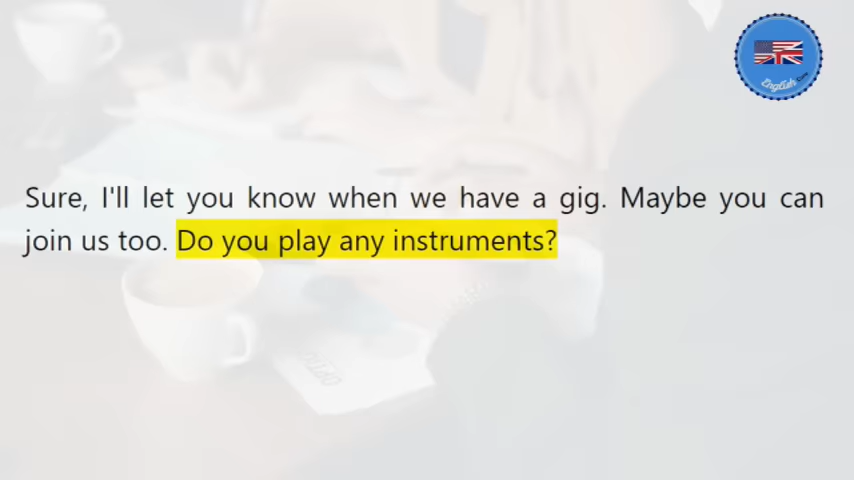 Sure, I'll let you know when we have a gig. Maybe you can
join us too. Do you play any instruments?
English